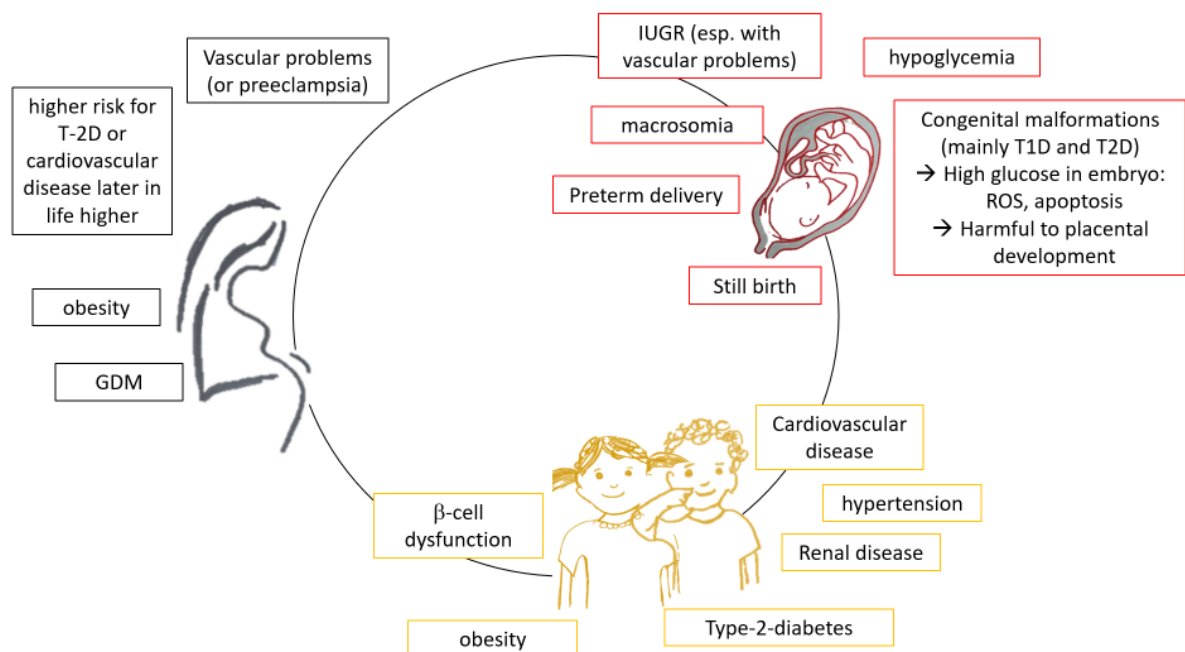 Vascular problems
(or preeclampsia)
higher risk for
T-2D or
cardiovascular
disease later in
life higher
obesity
GDM
IUGR (esp. with
vascular problems)
hypoglycemia
macrosomia
Congenital malformations
(mainly T1D and T2D)
→ High glucose in embryo:
ROS, apoptosis
→ Harmful to placental
development
Preterm delivery
Still birth
Cardiovascular
disease
hypertension
Renal disease
Type-2-diabetes
obesity
β-cell
dysfunction